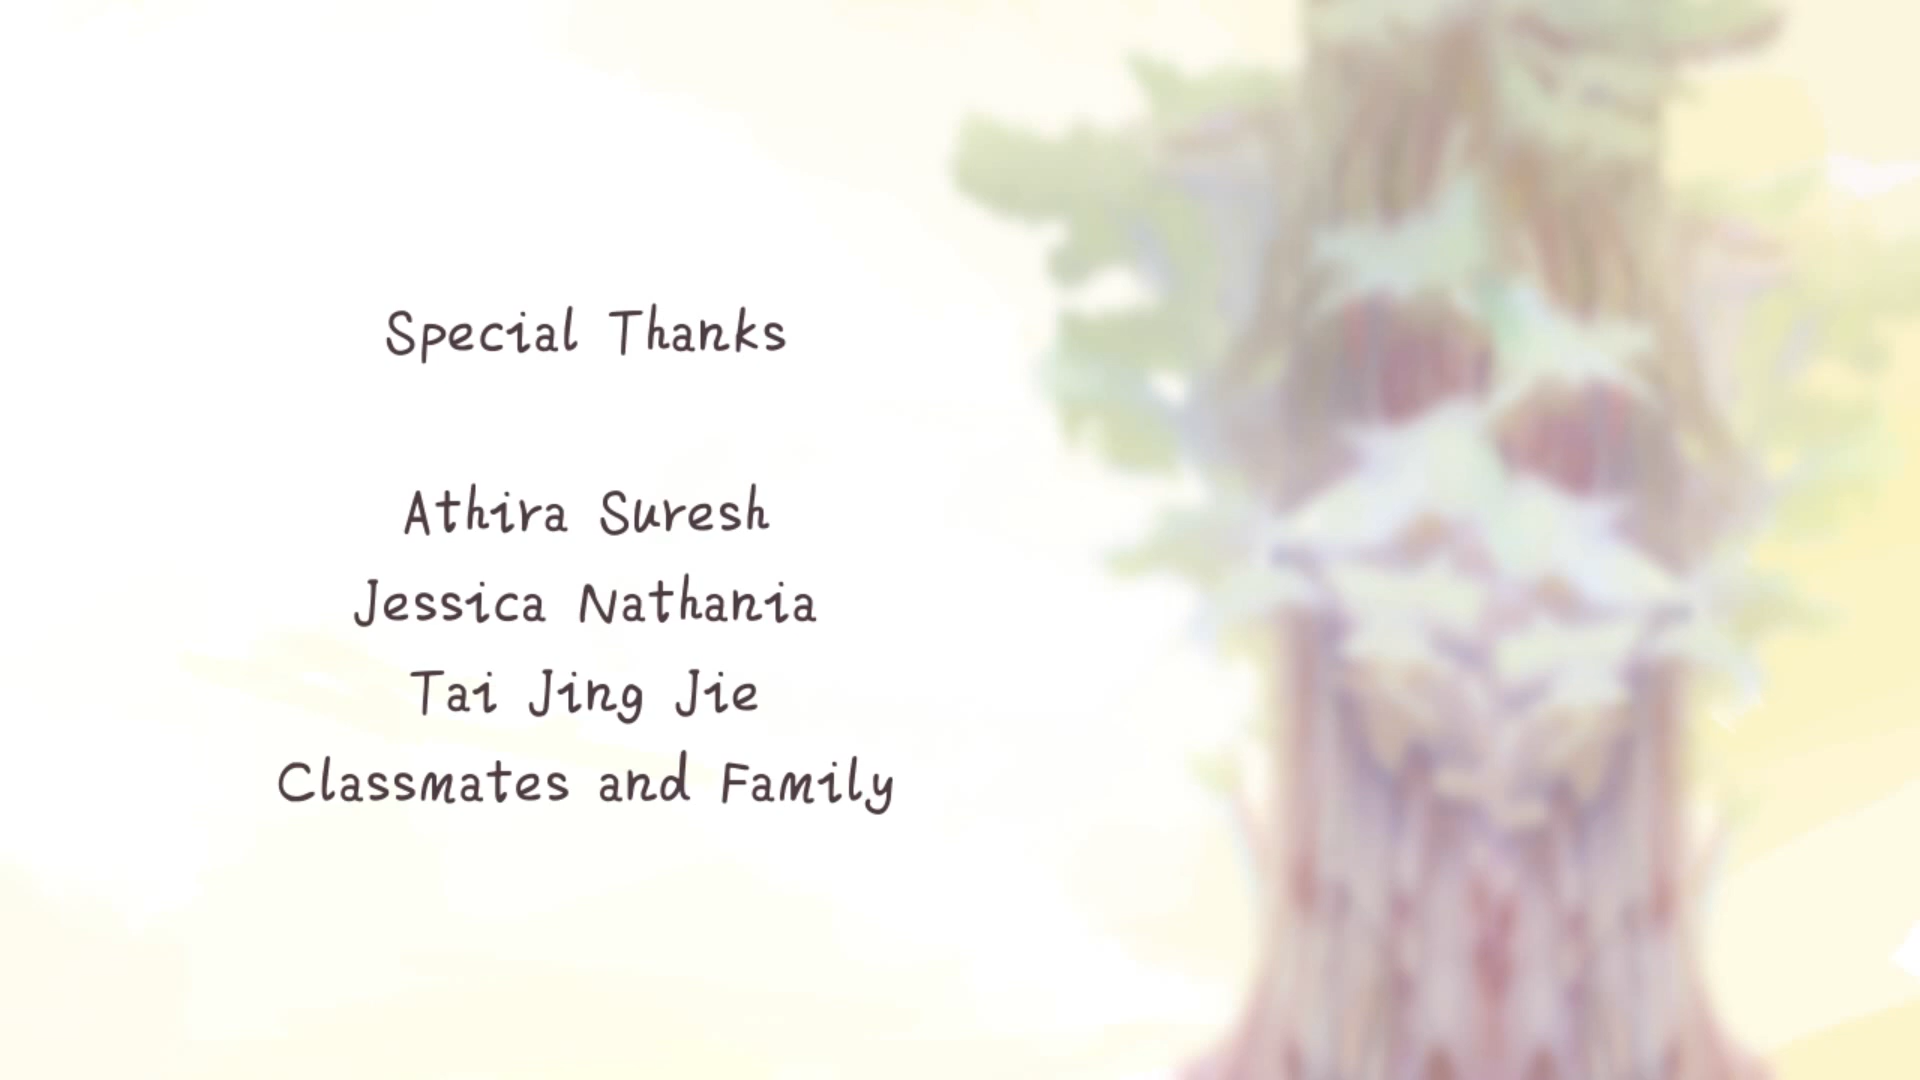 Special Thanks
Athira Suresh
Jessica Nathania
Tai Jing Jie
Classmates and Family